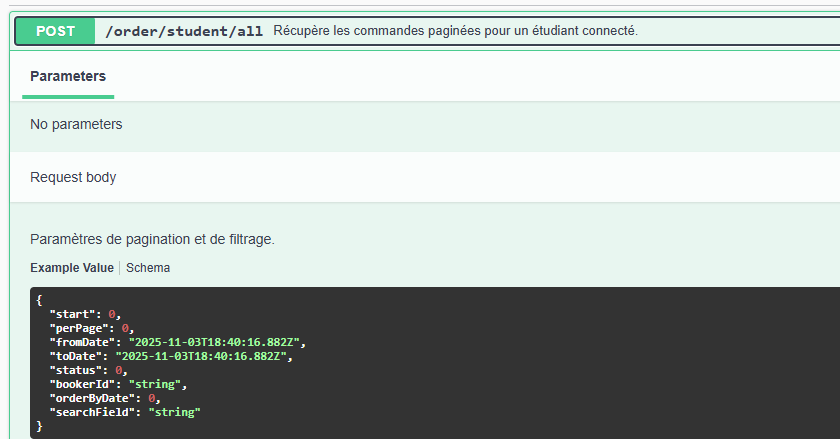 POST /order/student/all Récupère les commandes paginées pour un étudiant connecté.
Parameters
No parameters
Request body
Paramètres de pagination et de filtrage.
Example Value Schema
{
"start": 0,
"perPage": 0,
"fromDate": "2025-11-03T18:40:16.882Z",
"toDate": "2025-11-03T18:40:16.882Z",
"status": 0,
"bookerId": "string",
"orderByDate": 0,
"searchField": "string"
}